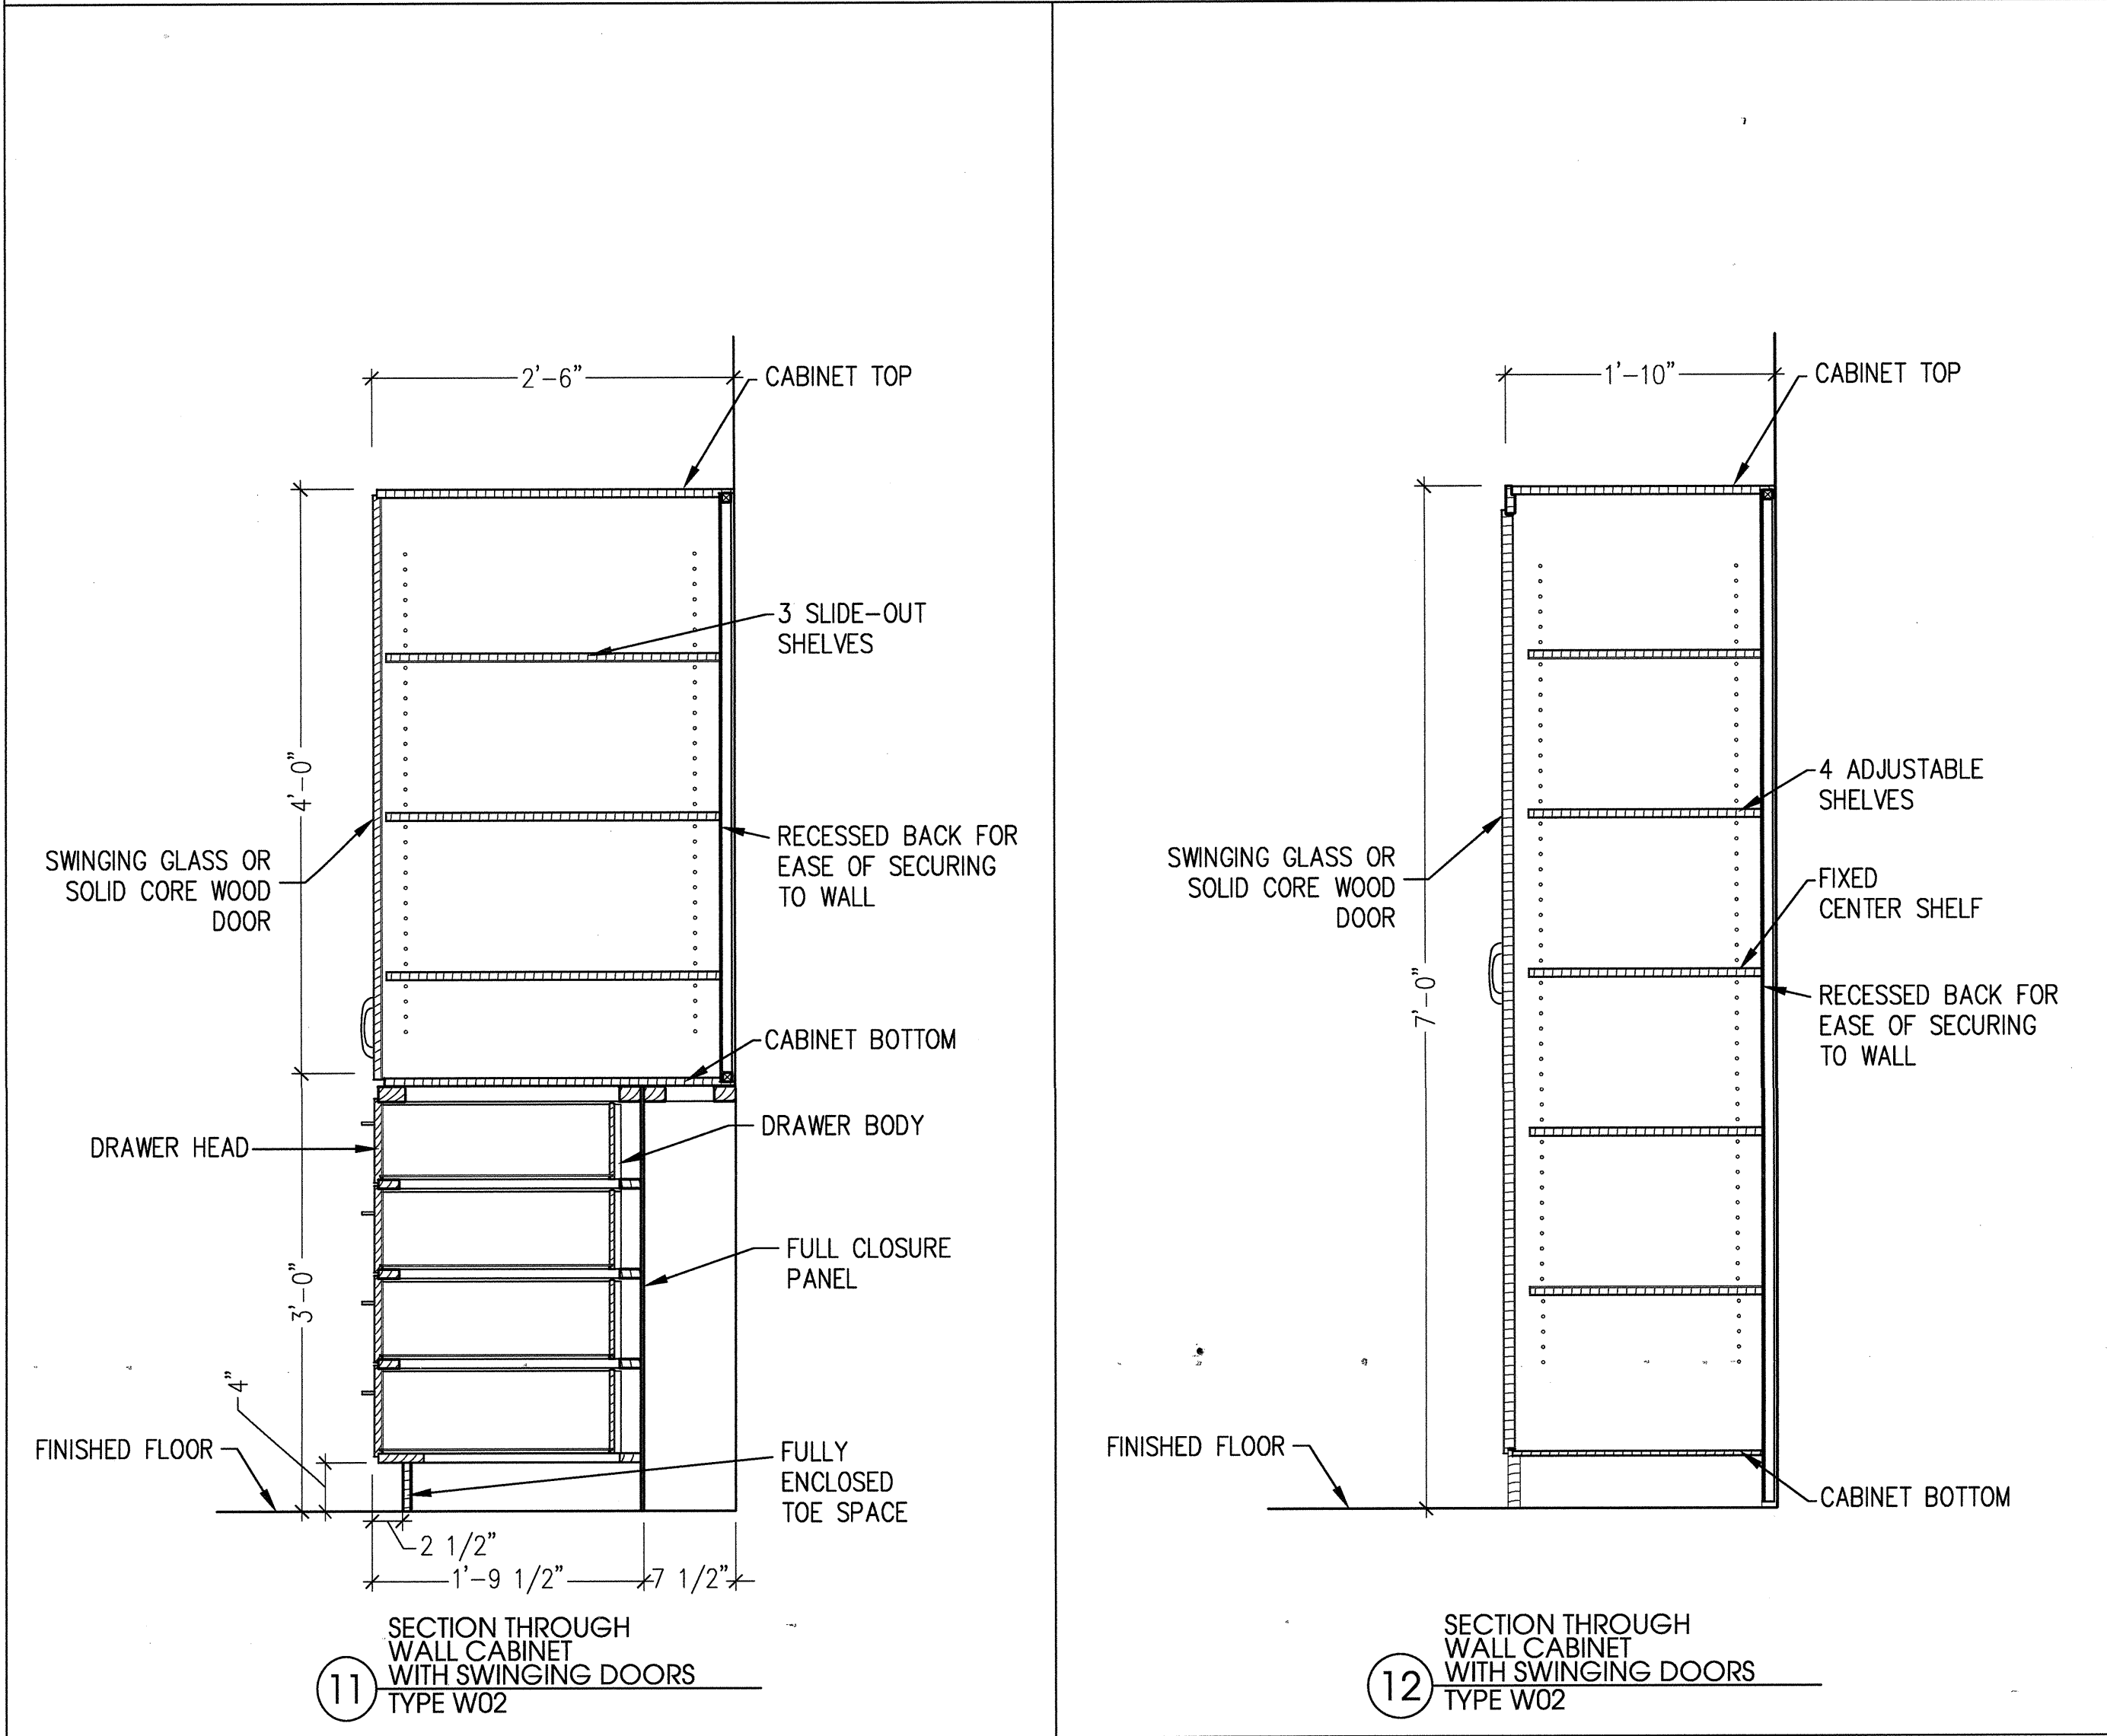 2'-6"
CABINET TOP
3 SLIDE-OUT
SHELVES
4'-0"
RECESSED BACK FOR
EASE OF SECURING
TO WALL
SWINGING GLASS OR
SOLID CORE WOOD
DOOR
CABINET BOTTOM
DRAWER BODY
DRAWER HEAD
FULL CLOSURE
PANEL
3'-0"
4"
FINISHED FLOOR
FULLY
ENCLOSED
TOE SPACE
2 1/2"
1'-9 1/2"
7 1/2"
11
SECTION THROUGH
WALL CABINET
WITH SWINGING DOORS
TYPE W02
1'-10"
CABINET TOP
4 ADJUSTABLE
SHELVES
SWINGING GLASS OR
SOLID CORE WOOD
DOOR
FIXED
CENTER SHELF
7'-0"
RECESSED BACK FOR
EASE OF SECURING
TO WALL
FINISHED FLOOR
CABINET BOTTOM
12
SECTION THROUGH
WALL CABINET
WITH SWINGING DOORS
TYPE W02